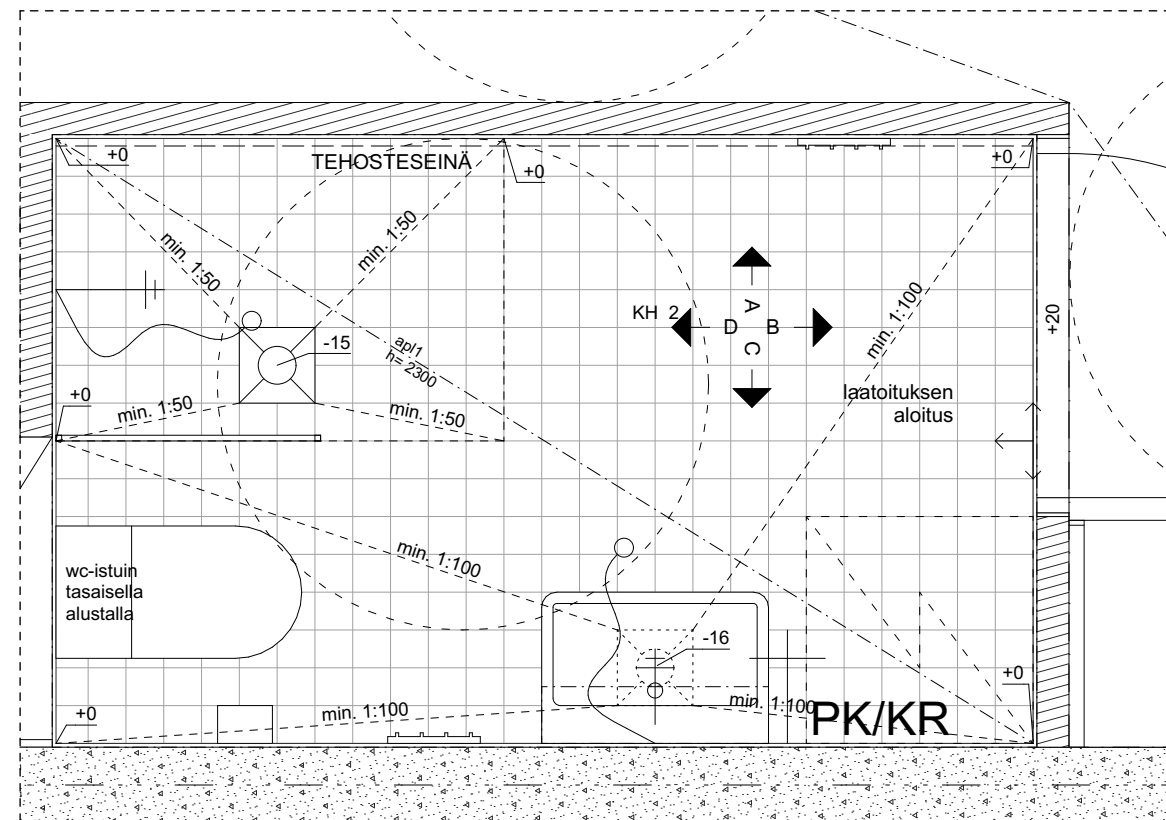 +0
TEHOSTESEINÄ
+0
+0
min. 1:50
min. 1:50
KH 2
A
D
B
C
min. 1:100
+20
-15
apl1
h= 2300
+0
min. 1:50
min. 1:50
laatoituksen
aloitus
min. 1:100
wc-istuin
tasaisella
alustalla
-16
+0
+0
min. 1:100
min. 1:100
PK/KR